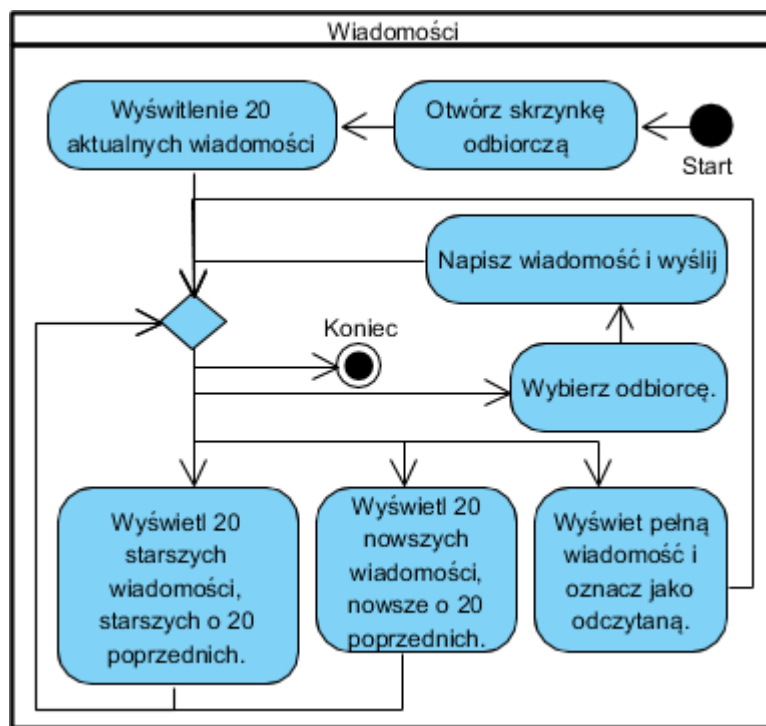 Wiadomości
Wyświtlenie 20
aktualnych wiadomości
Otwórz skrzynkę
odbiorczą
Start
Napisz wiadomość i wyślij
Koniec
Wybierz odbiorcę.
Wyświetl 20
starszych
wiadomości,
starszych o 20
poprzednich.
Wyświetl 20
nowszych
wiadomości,
nowsze o 20
poprzednich.
Wyświet pełną
wiadomość i
oznacz jako
odczytaną.